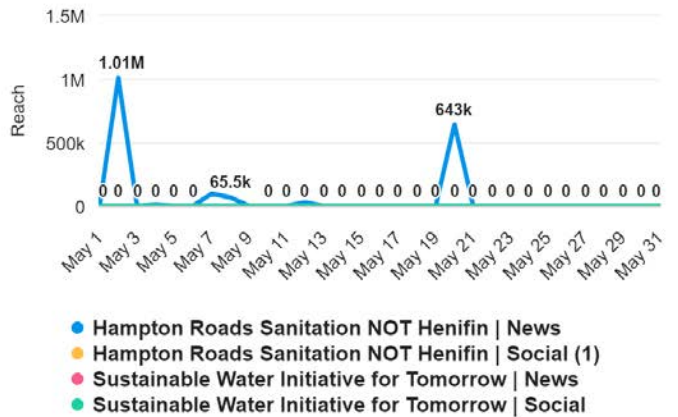 1.5M
1.01M
1M
643k
Reach
500k
65.5k
0 0 0 0 0 0 0 0 0 0 0 0 0 0 0 0 0 0 0 0 0 0 0 0 0 0 0 0
0
May 1 May 3 May 5 May 7 May 9 May 11 May 13 May 15 May 17 May 19 May 21 May 23 May 25 May 27 May 29 May 31
Hampton Roads Sanitation NOT Henifin | News
Hampton Roads Sanitation NOT Henifin | Social (1)
Sustainable Water Initiative for Tomorrow | News
Sustainable Water Initiative for Tomorrow | Social